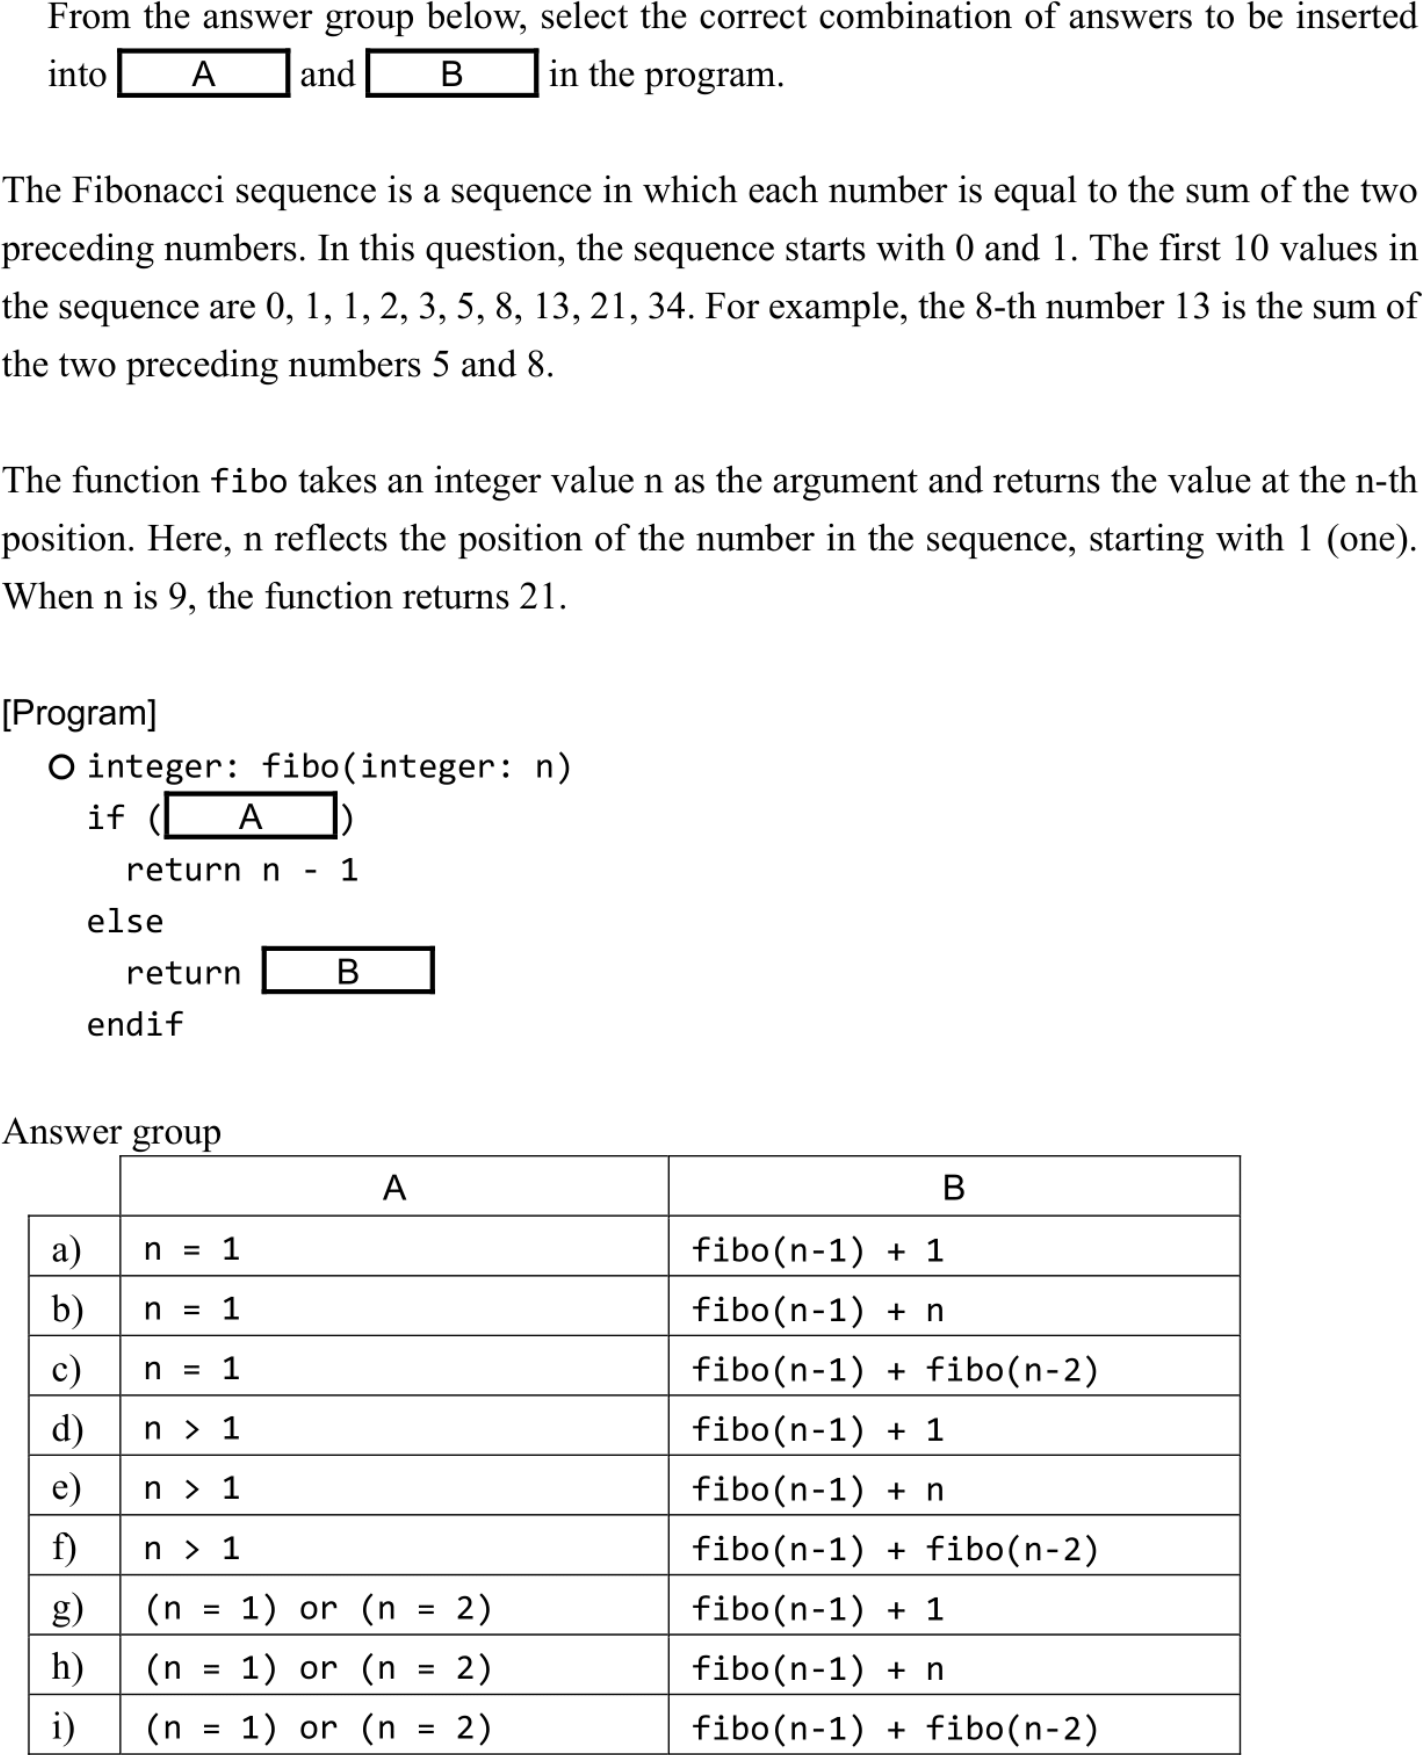 From the answer group below, select the correct combination of answers to be inserted
into A and B in the program.
The Fibonacci sequence is a sequence in which each number is equal to the sum of the two
preceding numbers. In this question, the sequence starts with 0 and 1. The first 10 values in
the sequence are 0, 1, 1, 2, 3, 5, 8, 13, 21, 34. For example, the 8-th number 13 is the sum of
the two preceding numbers 5 and 8.
The function fibo takes an integer value n as the argument and returns the value at the n-th
position. Here, n reflects the position of the number in the sequence, starting with 1 (one).
When n is 9, the function returns 21.
[Program]
○ integer: fibo(integer: n)
if ( A )
return n - 1
else
return B
endif
Answer group
A B
a) n = 1 fibo(n-1) + 1
b) n = 1 fibo(n-1) + n
c) n = 1 fibo(n-1) + fibo(n-2)
d) n > 1 fibo(n-1) + 1
e) n > 1 fibo(n-1) + n
f) n > 1 fibo(n-1) + fibo(n-2)
g) (n = 1) or (n = 2) fibo(n-1) + 1
h) (n = 1) or (n = 2) fibo(n-1) + n
i) (n = 1) or (n = 2) fibo(n-1) + fibo(n-2)